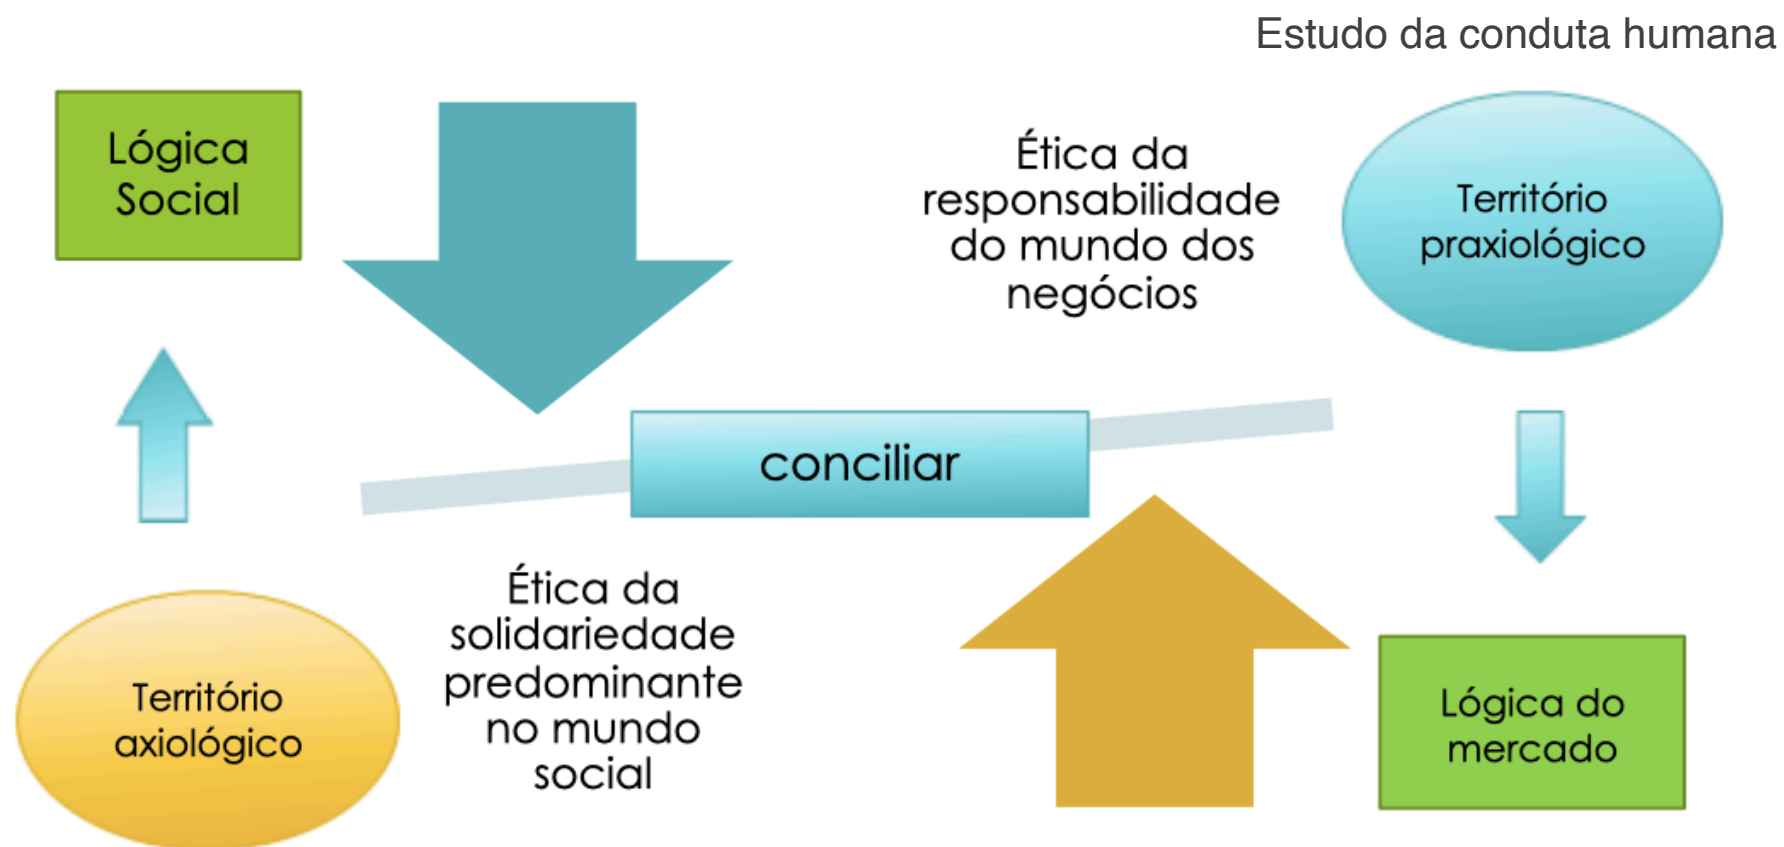 Estudo da conduta humana
Lógica
Social
Ética da
responsabilidade
do mundo dos
negócios
Território
praxiológico
conciliar
Território
axiológico
Ética da
solidariedade
predominante
no mundo
social
Lógica do
mercado